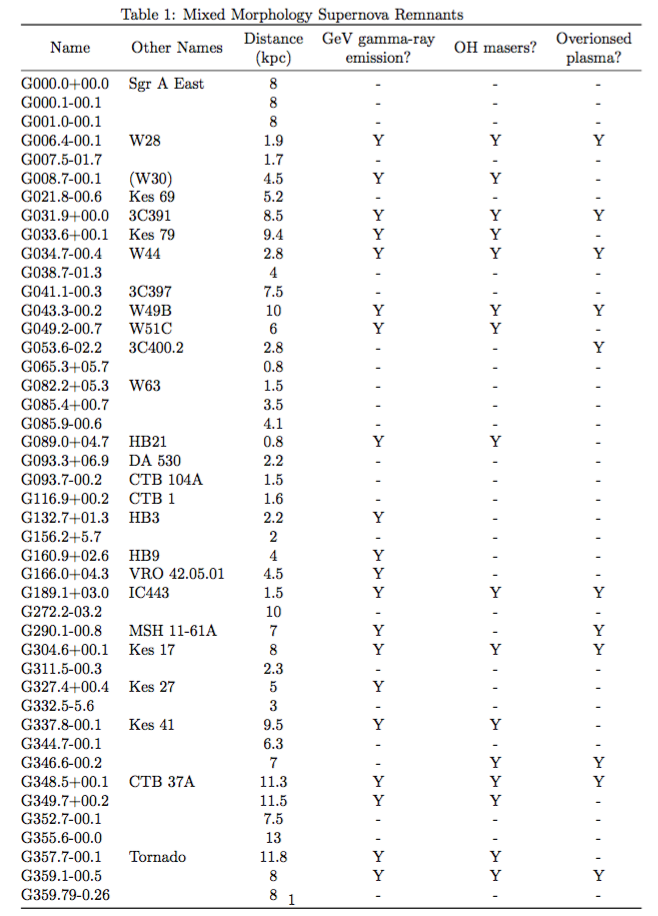 Table 1: Mixed Morphology Supernova Remnants
Name Other Names Distance (kpc) GeV gamma-ray emission? OH masers? Overionsed plasma?
G000.0+00.0 Sgr A East 8 - - -
G000.1-00.1 8 - - -
G001.0-00.1 8 - - -
G006.4-00.1 W28 1.9 Y Y Y
G007.5-01.7 1.7 - - -
G008.7-00.1 (W30) 4.5 Y Y -
G021.8-00.6 Kes 69 5.2 - - -
G031.9+00.0 3C391 8.5 Y Y Y
G033.6+00.1 Kes 79 9.4 Y Y -
G034.7-00.4 W44 2.8 Y Y Y
G038.7-01.3 4 - - -
G041.1-00.3 3C397 7.5 - - -
G043.3-00.2 W49B 10 Y Y Y
G049.2-00.7 W51C 6 Y Y -
G053.6-02.2 3C400.2 2.8 - - Y
G065.3+05.7 0.8 - - -
G082.2+05.3 W63 1.5 - - -
G085.4+00.7 3.5 - - -
G085.9-00.6 4.1 - - -
G089.0+04.7 HB21 0.8 Y Y -
G093.3+06.9 DA 530 2.2 - - -
G093.7-00.2 CTB 104A 1.5 - - -
G116.9+00.2 CTB 1 1.6 - - -
G132.7+01.3 HB3 2.2 Y - -
G156.2+5.7 2 - - -
G160.9+02.6 HB9 4 Y - -
G166.0+04.3 VRO 42.05.01 4.5 Y - -
G189.1+03.0 IC443 1.5 Y Y Y
G272.2-03.2 10 - - -
G290.1-00.8 MSH 11-61A 7 Y - Y
G304.6+00.1 Kes 17 8 Y Y Y
G311.5-00.3 2.3 - - -
G327.4+00.4 Kes 27 5 Y - -
G332.5-5.6 3 - - -
G337.8-00.1 Kes 41 9.5 Y Y -
G344.7-00.1 6.3 - - -
G346.6-00.2 7 - Y Y
G348.5+00.1 CTB 37A 11.3 Y Y Y
G349.7+00.2 11.5 Y Y -
G352.7-00.1 7.5 - - -
G355.6-00.0 13 - - -
G357.7-00.1 Tornado 11.8 Y Y -
G359.1-00.5 8 Y Y Y
G359.79-0.26 8 - - -
1